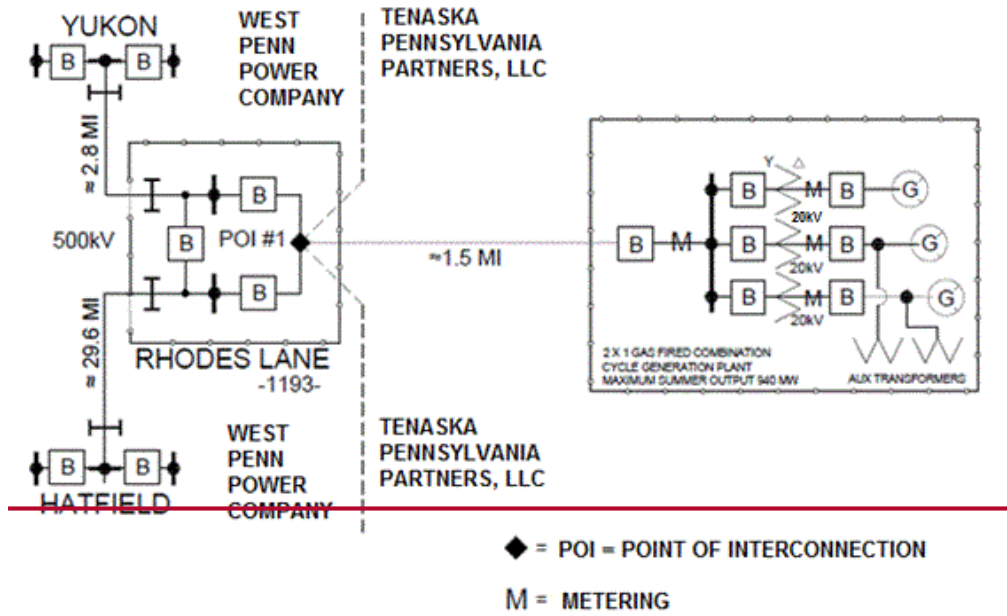 YUKON
B
B
WEST
PENN
POWER
COMPANY
TENASKA
PENNSYLVANIA
PARTNERS, LLC
≈ 2.8 MI
500kV
B
B
POI #1
B
≈ 29.6 MI
RHODES LANE
-1193-
≈1.5 MI
B
M
B
Y
M
B
G
20kV
B
M
B
G
20kV
B
M
B
G
20kV
2 X 1 GAS FIRED COMBINATION
CYCLE GENERATION PLANT
MAXIMUM SUMMER OUTPUT 940 MW
AUX TRANSFORMERS
B
B
HATFIELD
WEST
PENN
POWER
COMPANY
TENASKA
PENNSYLVANIA
PARTNERS, LLC
= POI = POINT OF INTERCONNECTION
M = METERING